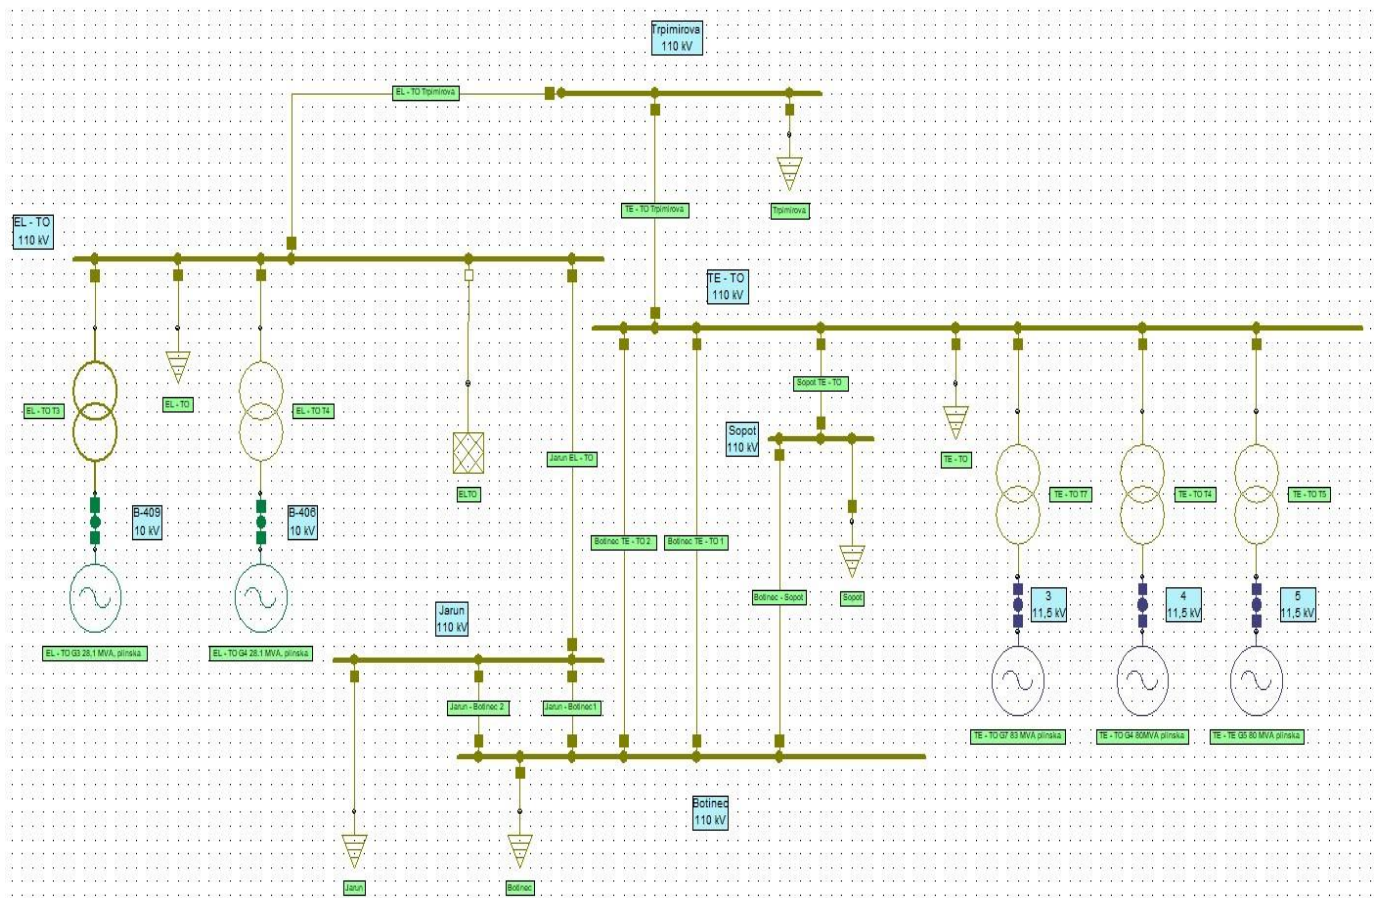 Trpimirova
110 kV
EL - TO Trpimirova
TE - TO Trpimirova
Trpimirova
EL - TO
110 kV
TE - TO
110 kV
EL - TO T3
EL - TO
EL - TO T4
ELTO
Jarun EL - TO
Sopot TE - TO
Sopot
110 kV
TE - TO
TE - TO T7
TE - TO T4
TE - TO T5
B-409
10 kV
B-406
10 kV
Botinec TE - TO 2
Botinec TE - TO 1
Botinec - Sopot
Sopot
3
11,5 kV
4
11,5 kV
5
11,5 kV
Jarun
110 kV
EL - TO G3 28,1 MVA, plinska
EL - TO G4 28.1 MVA, plinska
Jarun - Botinec 2
Jarun - Botinec1
TE - TO G7 83 MVA plinska
TE - TO G4 80MVA plinska
TE - TE G5 80 MVA plinska
Botinec
110 kV
Jarun
Botinec